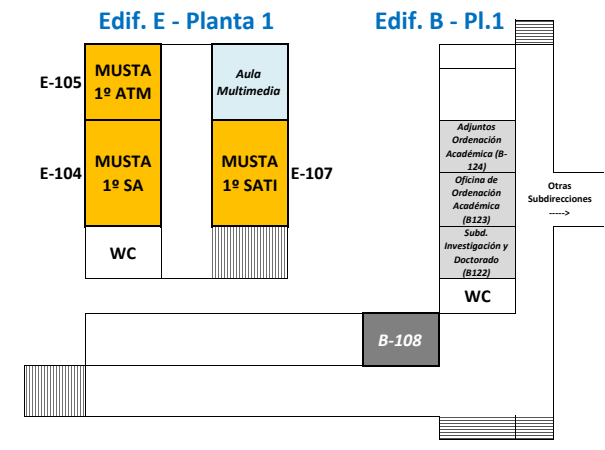 Edif. E - Planta 1
Edif. B - Pl.1
E-105
MUSTA
1º ATM
Aula
Multimedia
E-104
MUSTA
1º SA
MUSTA
1º SATI
E-107
WC
Adjuntos
Ordenación
Académica (B-
124)
Oficina de
Ordenación
Académica
(B123)
Subd.
Investigación y
Doctorado
(B122)
WC
Otras
Subdirecciones
----->
B-108